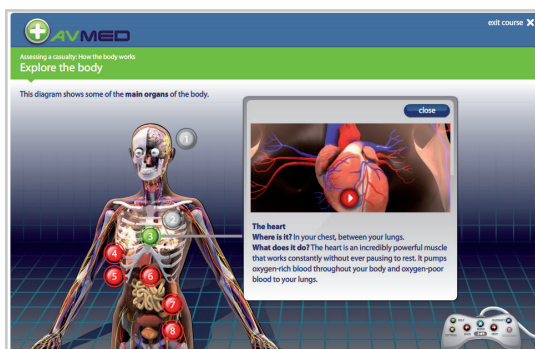 AVMED
exit course X
Assessing a casualty: How the body works
Explore the body
This diagram shows some of the main organs of the body.
close
1
2
3
4
5
6
7
8
The heart
Where is it? In your chest, between your lungs.
What does it do? The heart is an incredibly powerful muscle
that works constantly without ever pausing to rest. It pumps
oxygen-rich blood throughout your body and oxygen-poor
blood to your lungs.